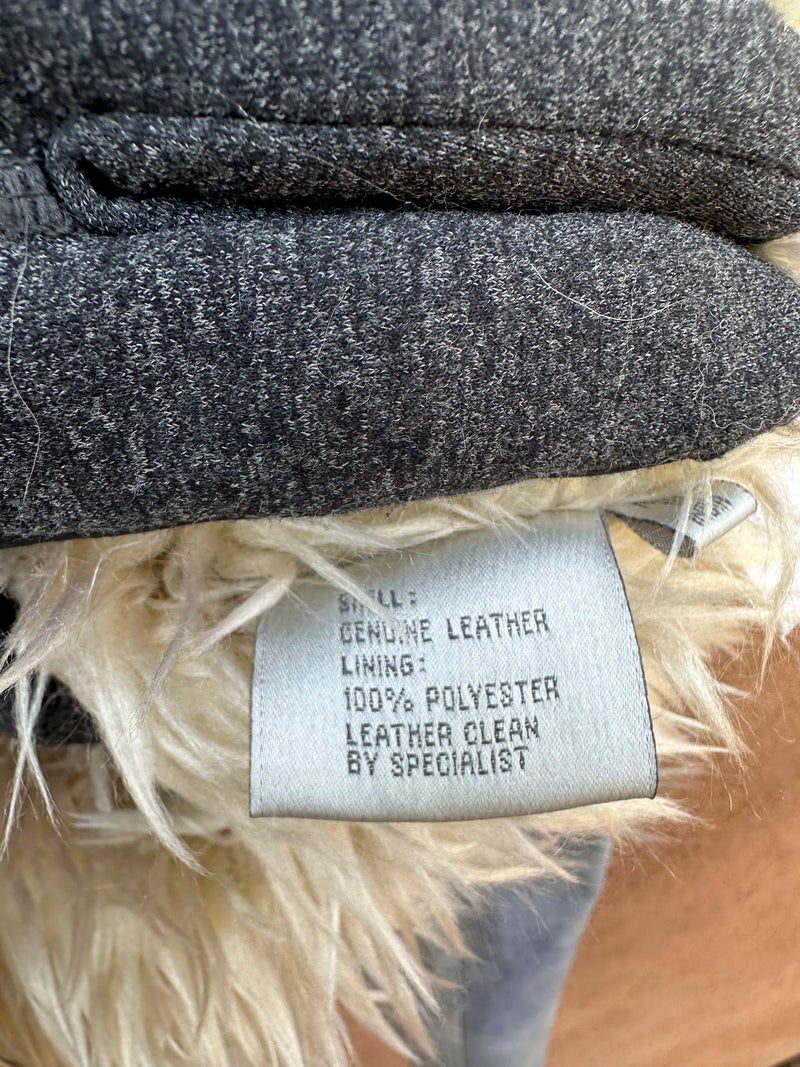 SHELL:
GENUINE LEATHER
LINING:
100% POLYESTER
LEATHER CLEAN
BY SPECIALIST